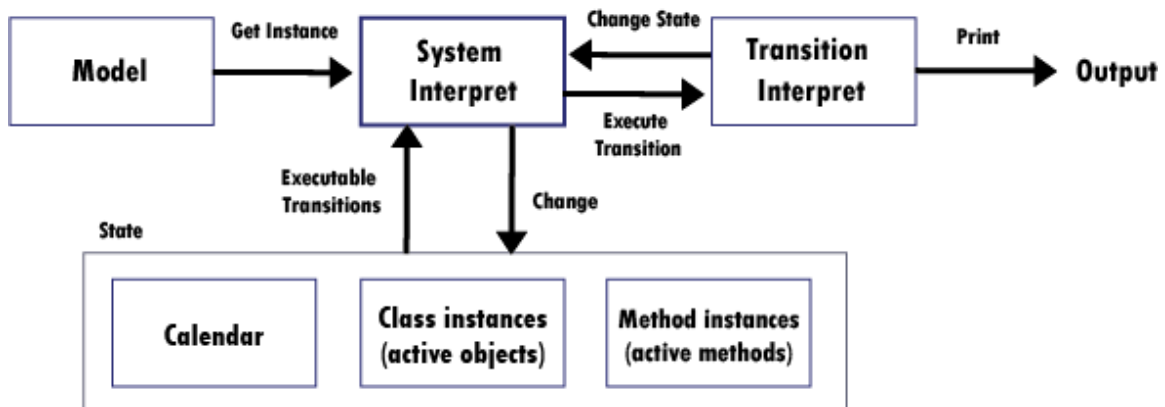 Model
Get Instance
System
Interpret
Change State
Execute
Transition
Transition
Interpret
Print
Output
Executable
Transitions
Change
State
Calendar
Class instances
(active objects)
Method instances
(active methods)